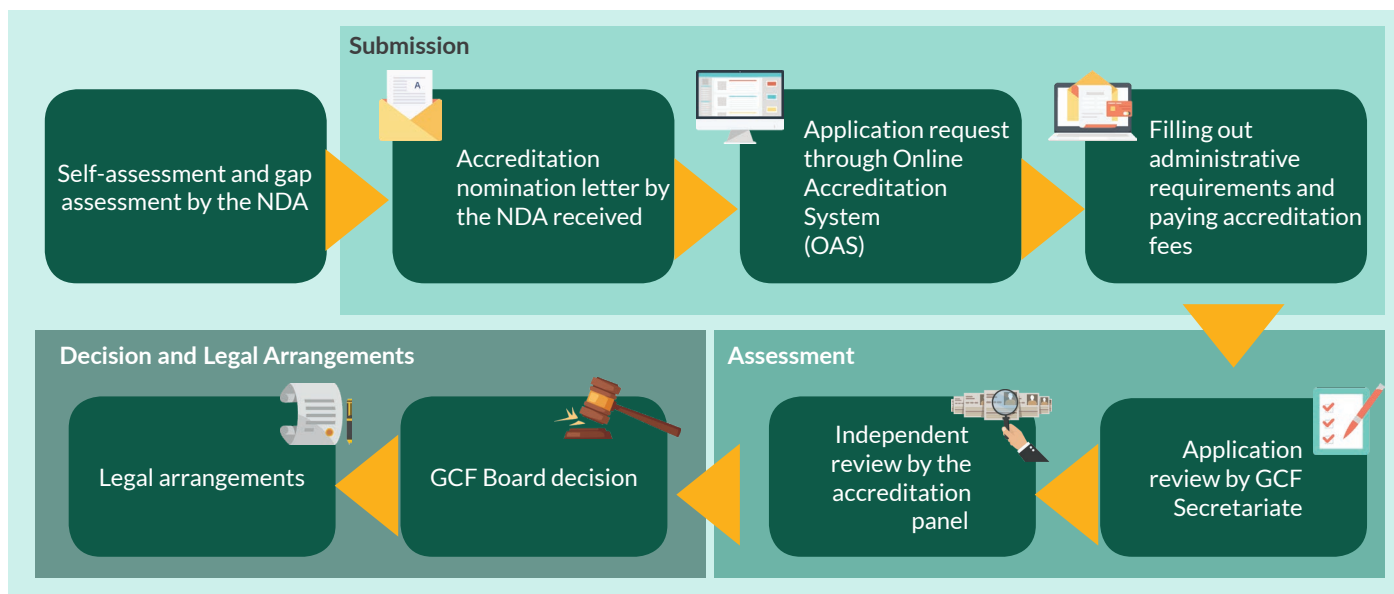 Submission
Self-assessment and gap
assessment by the NDA
A
Accreditation
nomination letter by
the NDA received
Application request
through Online
Accreditation
System
(OAS)
Filling out
administrative
requirements and
paying accreditation
fees
Assessment
Application
review by GCF
Secretariate
Independent
review by the
accreditation
panel
Decision and Legal Arrangements
GCF Board decision
Legal arrangements